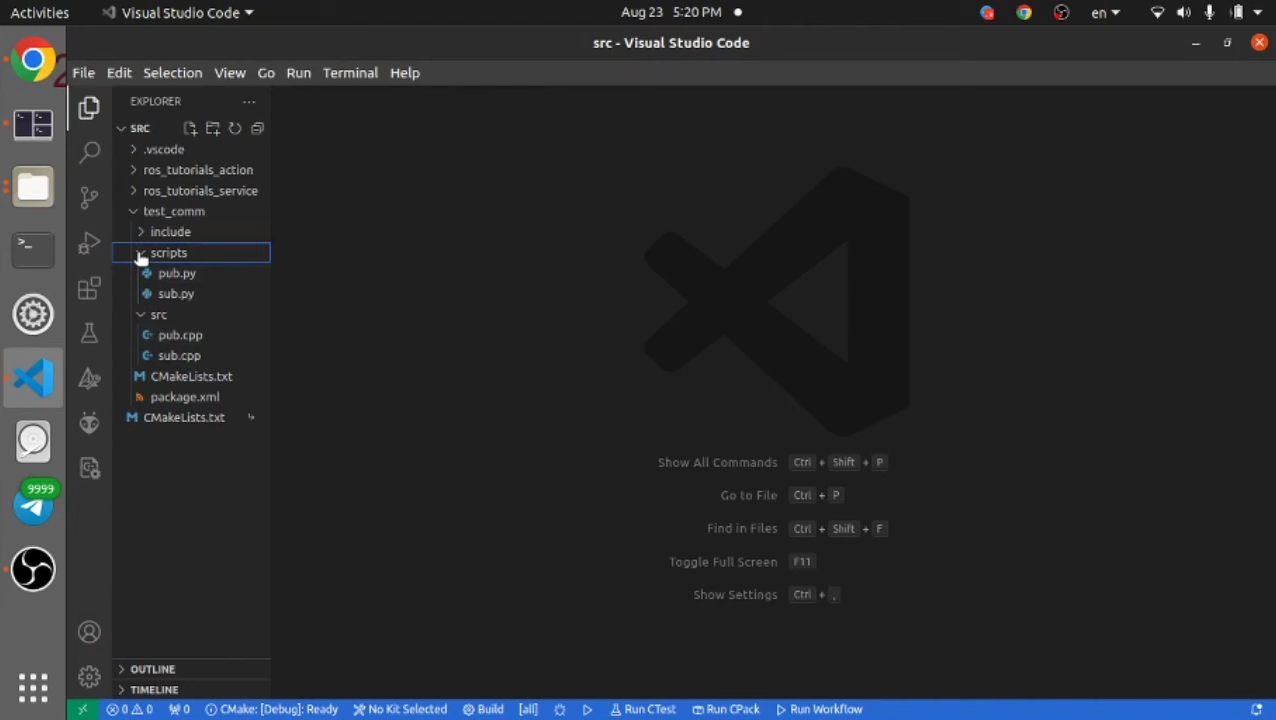 Activities
Visual Studio Code
Aug 23 5:20 PM
en
src - Visual Studio Code
File Edit Selection View Go Run Terminal Help
EXPLORER
SRC
.vscode
ros_tutorials_action
ros_tutorials_service
test_comm
include
scripts
pub.py
sub.py
src
pub.cpp
sub.cpp
CMakeLists.txt
package.xml
CMakeLists.txt
Show All Commands Ctrl + Shift + P
Go to File Ctrl + P
Find in Files Ctrl + Shift + F
Toggle Full Screen F11
Show Settings Ctrl + ,
9999
OUTLINE
TIMELINE
0 0 0 CMake: [Debug]: Ready No Kit Selected Build [all] Run CTest Run CPack Run Workflow